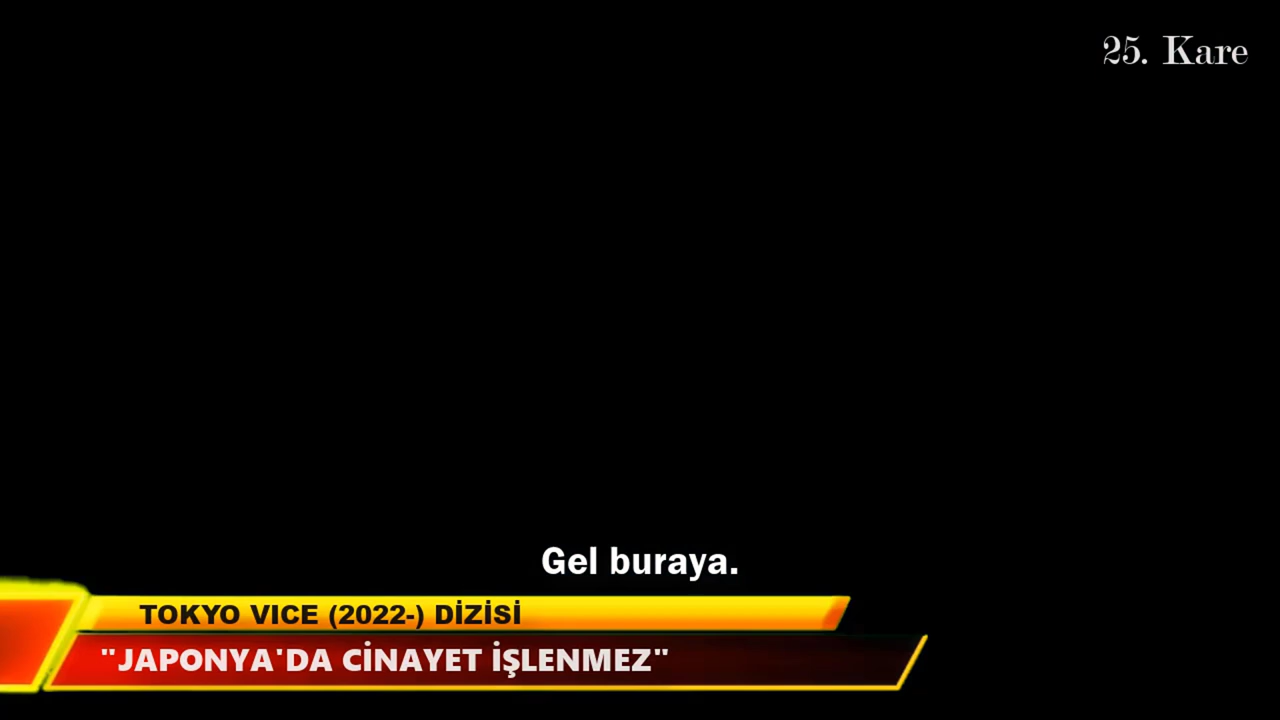 25. Kare
Gel buraya.
TOKYO VICE (2022-) DİZİSİ
"JAPONYA'DA CİNAYET İŞLENMEZ"